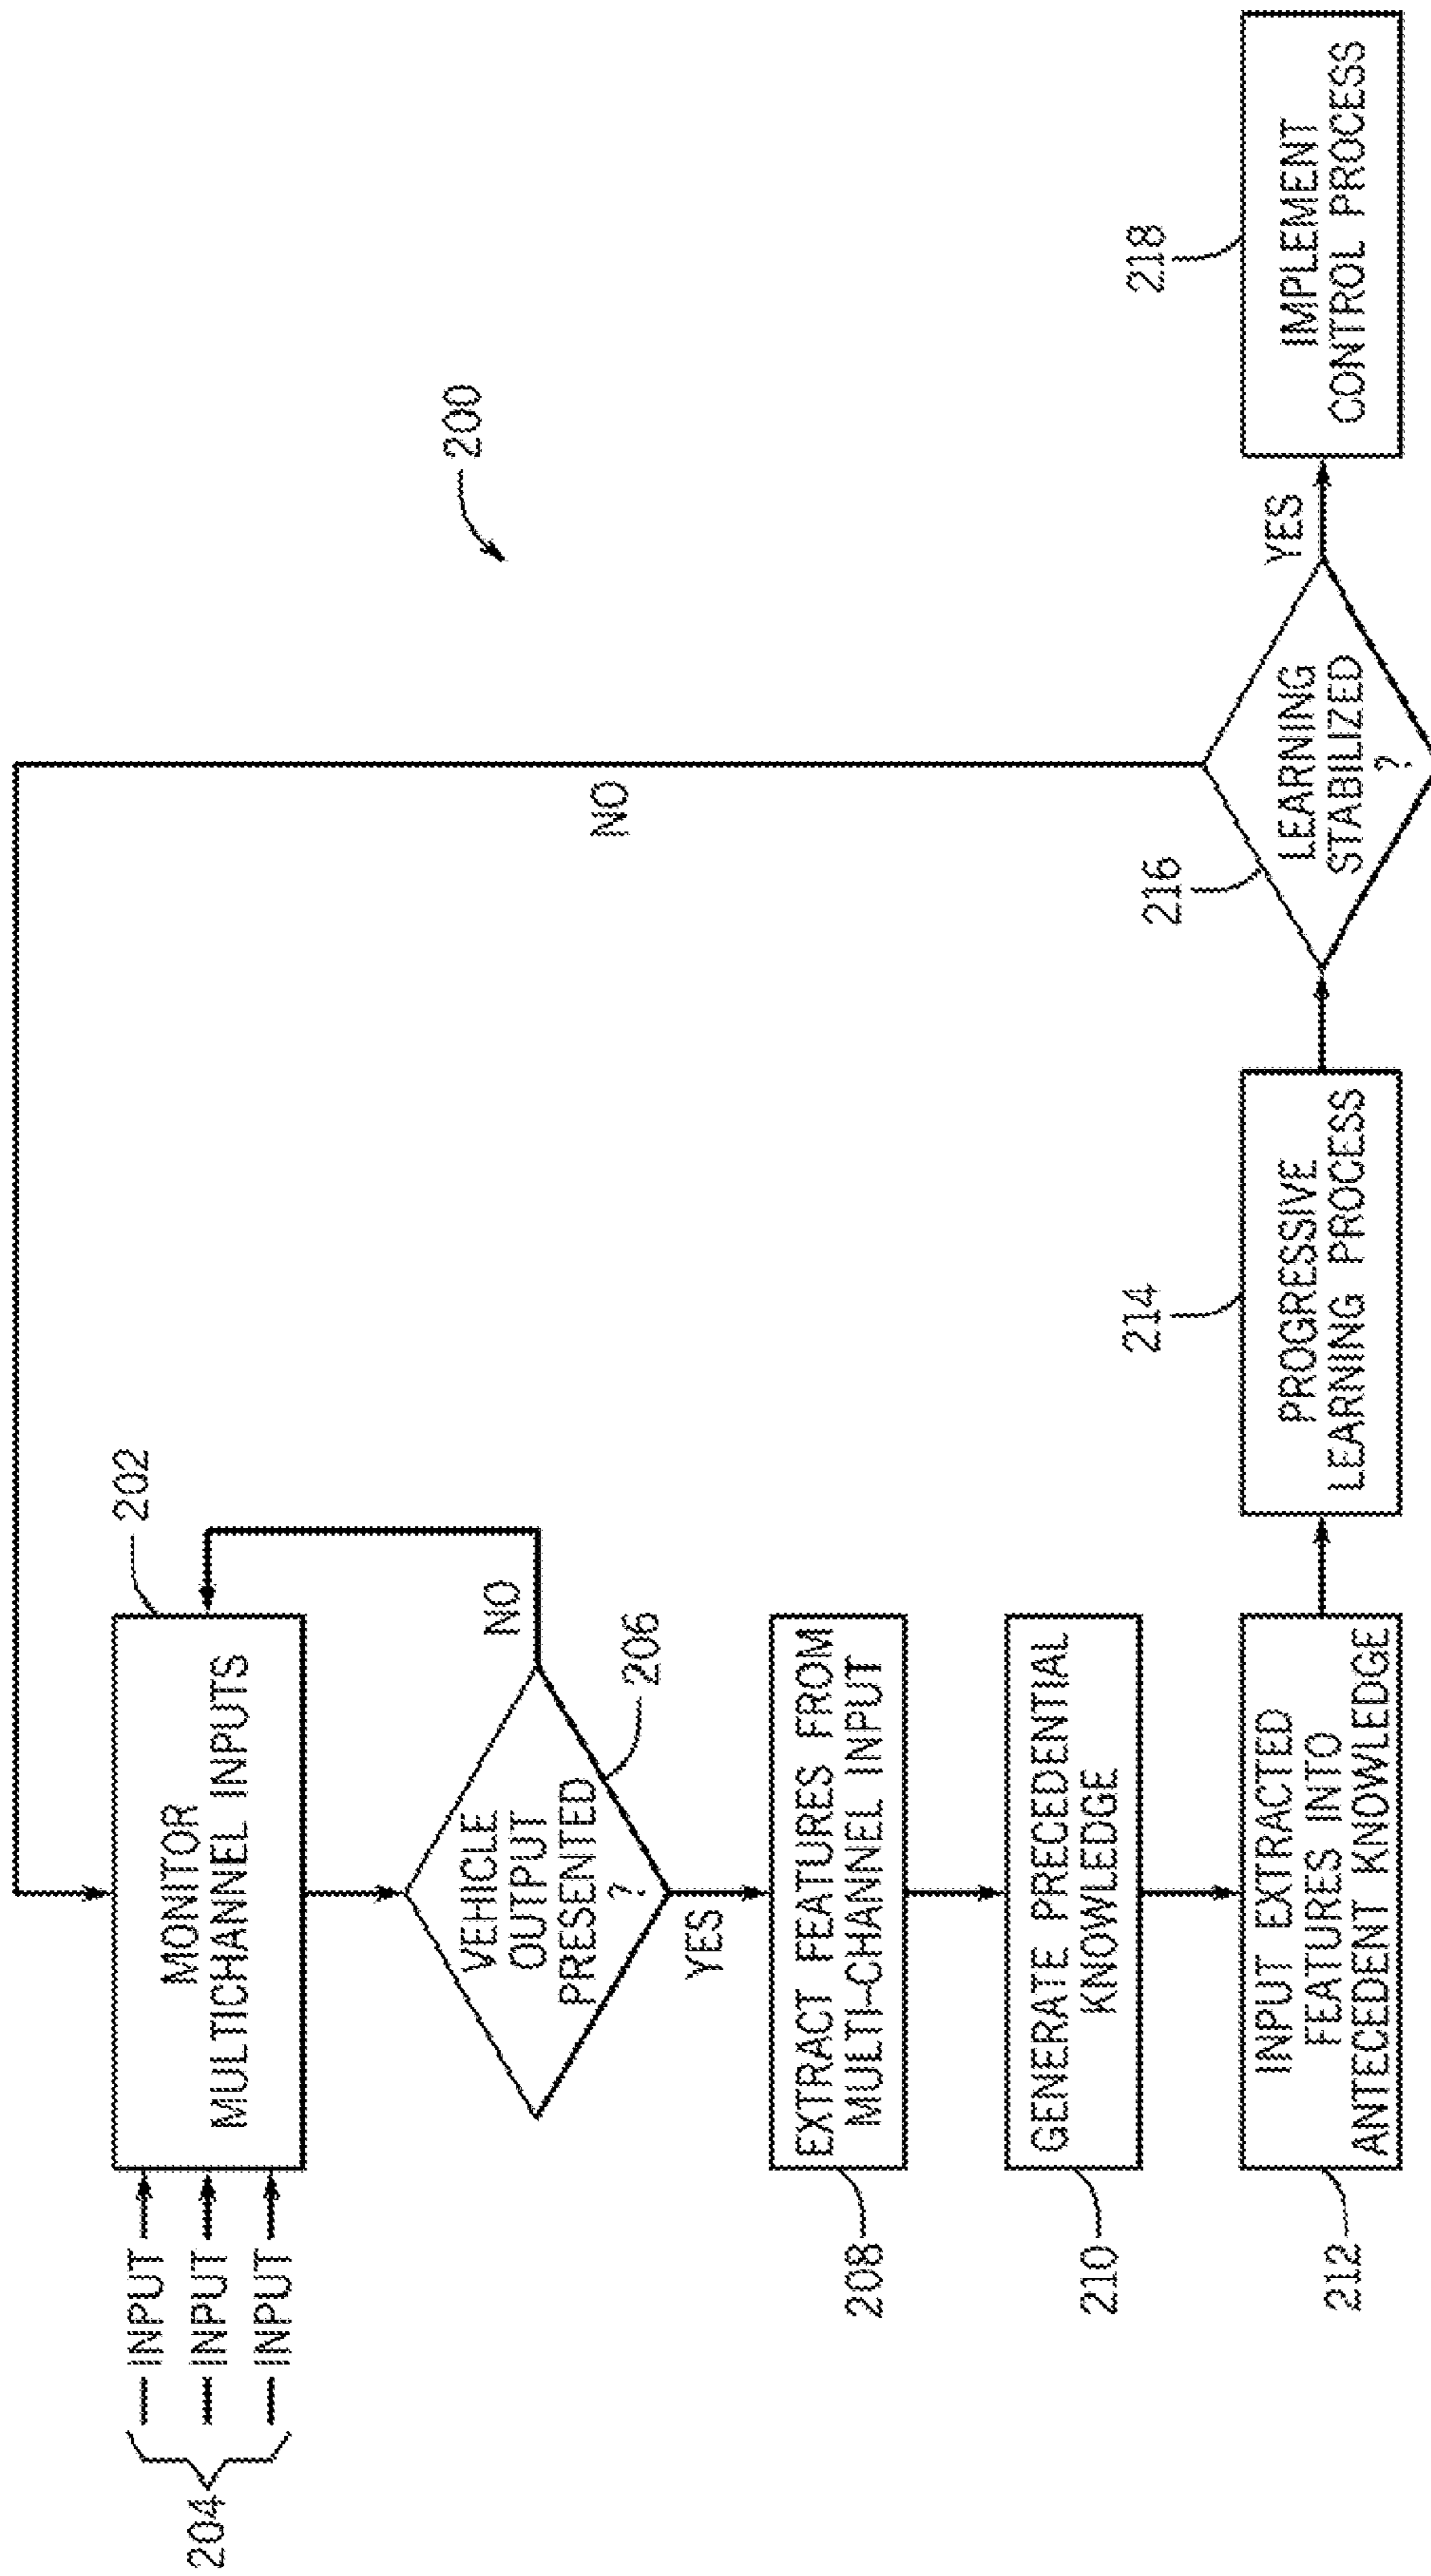 204
INPUT
INPUT
INPUT
202
MONITOR
MULTICHANNEL INPUTS
VEHICLE
OUTPUT
PRESENTED
?
206
NO
YES
208
EXTRACT FEATURES FROM
MULTI-CHANNEL INPUT
210
GENERATE PRECEDENTIAL
KNOWLEDGE
212
INPUT EXTRACTED
FEATURES INTO
ANTECEDENT KNOWLEDGE
214
PROGRESSIVE
LEARNING PROCESS
216
LEARNING
STABILIZED
?
NO
YES
218
IMPLEMENT
CONTROL PROCESS
200